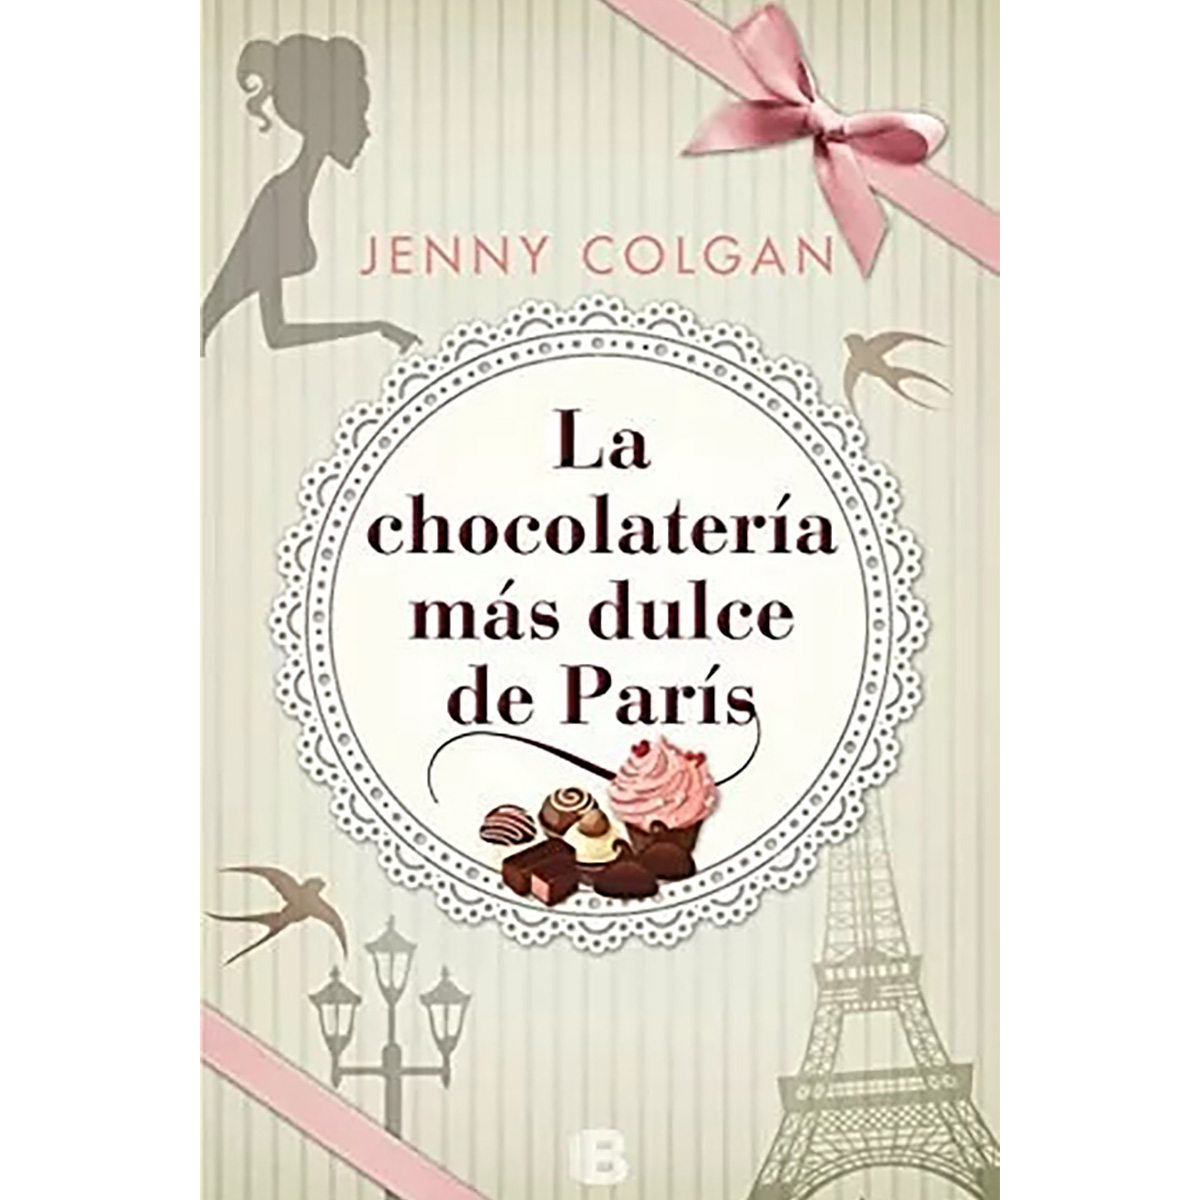 JENNY COLGAN
La
chocolatería
más dulce
de París
B